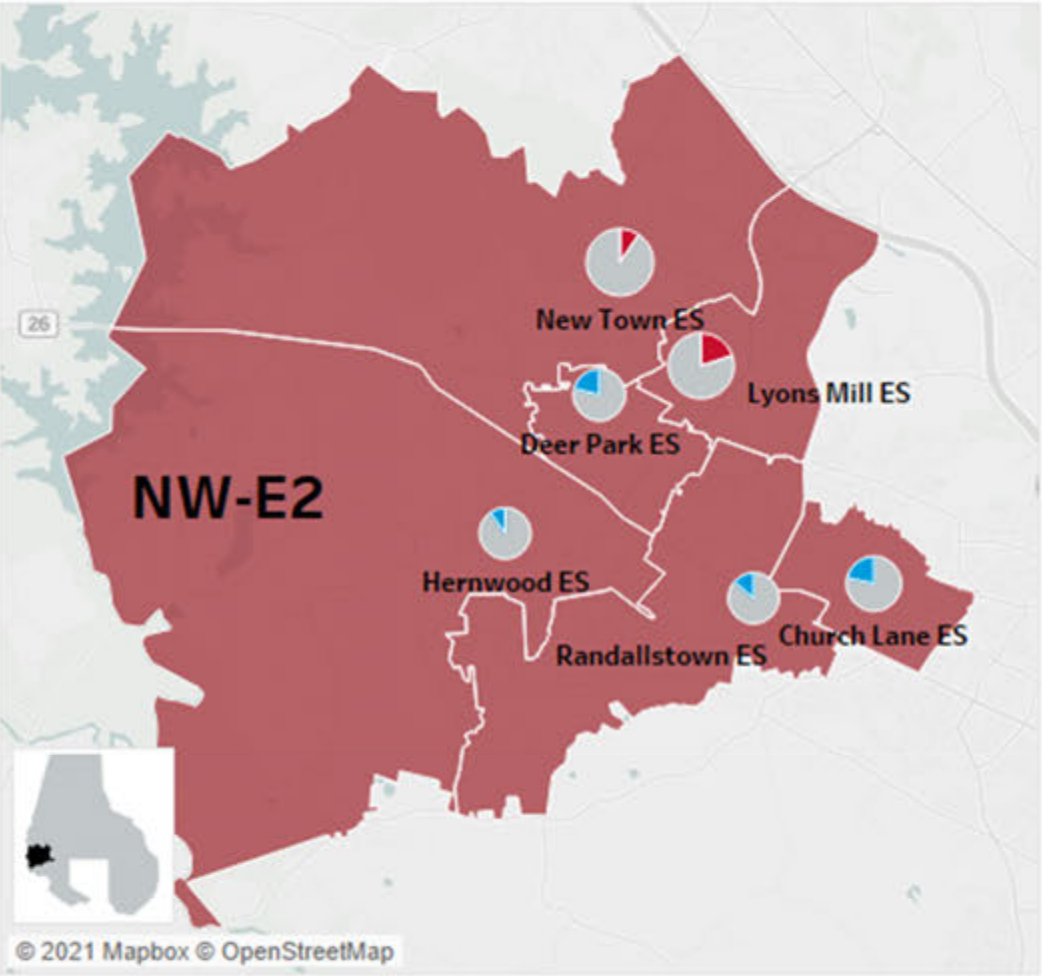 New Town ES
26
Lyons Mill ES
Deer Park ES
NW-E2
Hernwood ES
Church Lane ES
Randallstown ES
© 2021 Mapbox © OpenStreetMap